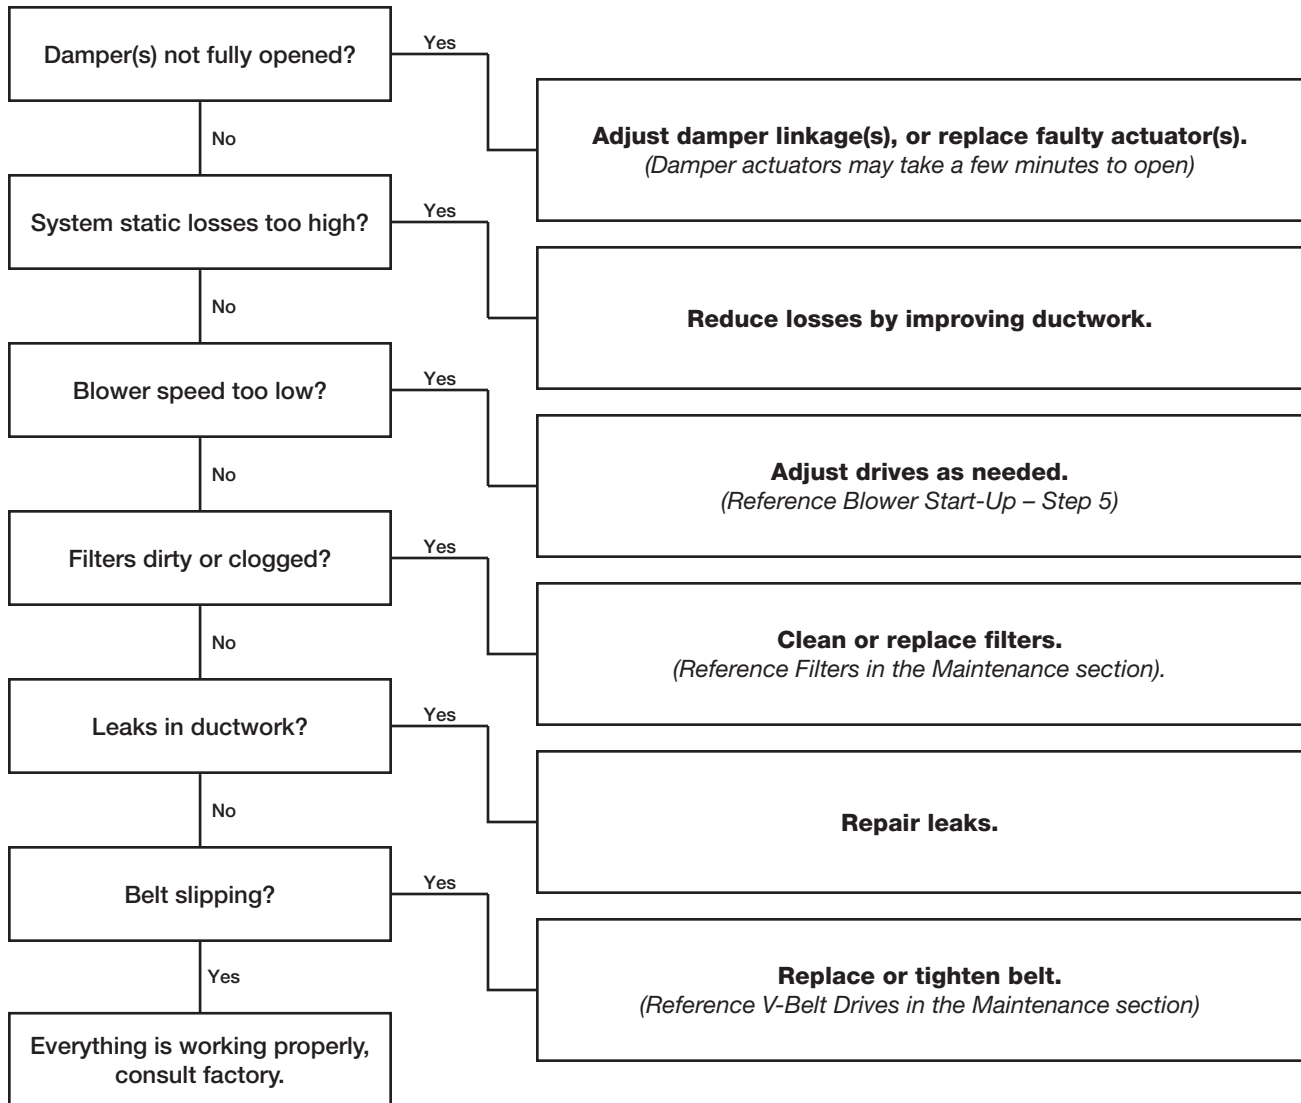 Damper(s) not fully opened?
Yes
Adjust damper linkage(s), or replace faulty actuator(s).
(Damper actuators may take a few minutes to open)
No
System static losses too high?
Yes
Reduce losses by improving ductwork.
No
Blower speed too low?
Yes
Adjust drives as needed.
(Reference Blower Start-Up – Step 5)
No
Filters dirty or clogged?
Yes
Clean or replace filters.
(Reference Filters in the Maintenance section).
No
Leaks in ductwork?
Yes
Repair leaks.
No
Belt slipping?
Yes
Replace or tighten belt.
(Reference V-Belt Drives in the Maintenance section)
Yes
Everything is working properly,
consult factory.